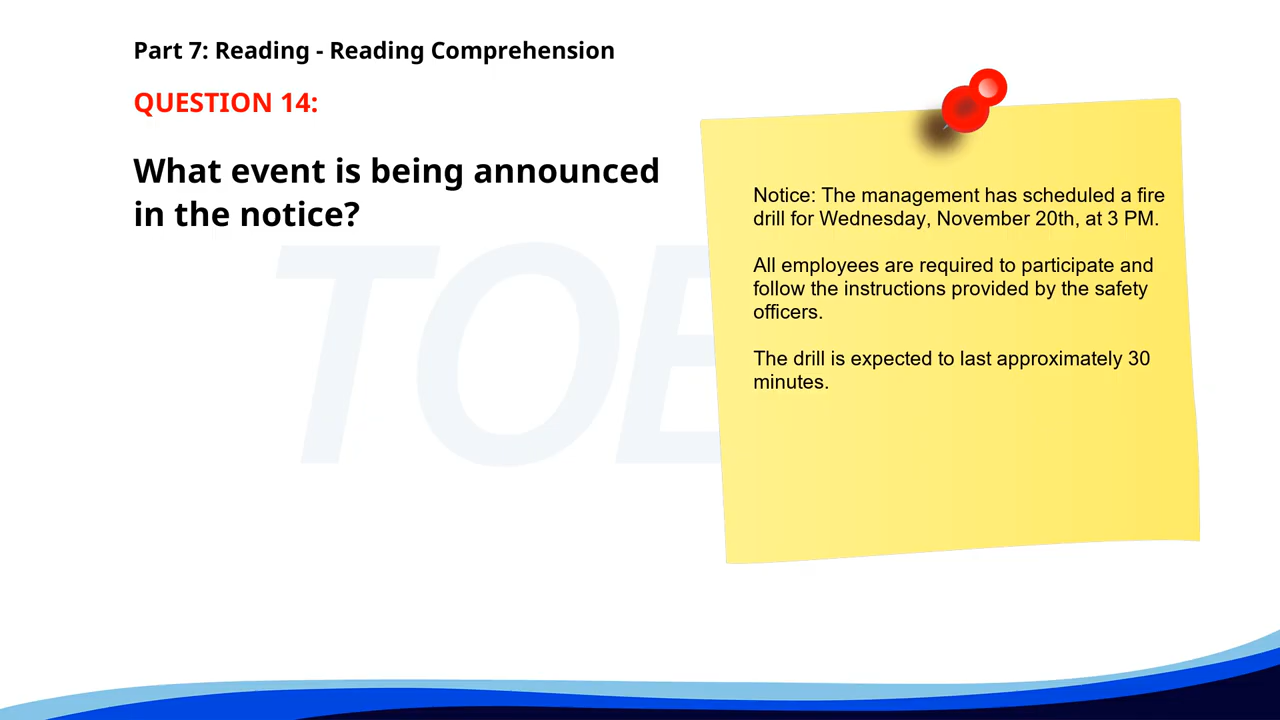 Part 7: Reading - Reading Comprehension
QUESTION 14:
What event is being announced
in the notice?
Notice: The management has scheduled a fire
drill for Wednesday, November 20th, at 3 PM.
All employees are required to participate and
follow the instructions provided by the safety
officers.
The drill is expected to last approximately 30
minutes.